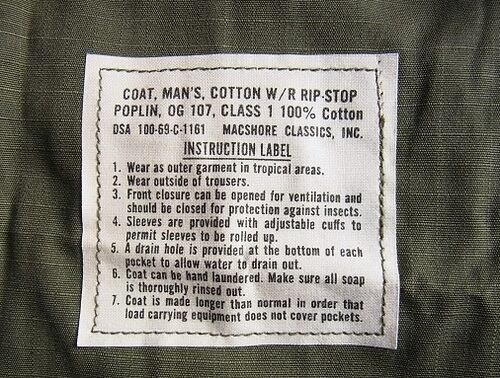 COAT, MAN'S, COTTON W/R RIP-STOP
POPLIN, OG 107, CLASS 1 100% Cotton
DSA 100-69-C-1161 MACSHORE CLASSICS, INC.
INSTRUCTION LABEL
1. Wear as outer garment in tropical areas.
2. Wear outside of trousers.
3. Front closure can be opened for ventilation and
should be closed for protection against insects.
4. Sleeves are provided with adjustable cuffs to
permit sleeves to be rolled up.
5. A drain hole is provided at the bottom of each
pocket to allow water to drain out.
6. Coat can be hand laundered. Make sure all soap
is thoroughly rinsed out.
7. Coat is made longer than normal in order that
load carrying equipment does not cover pockets.